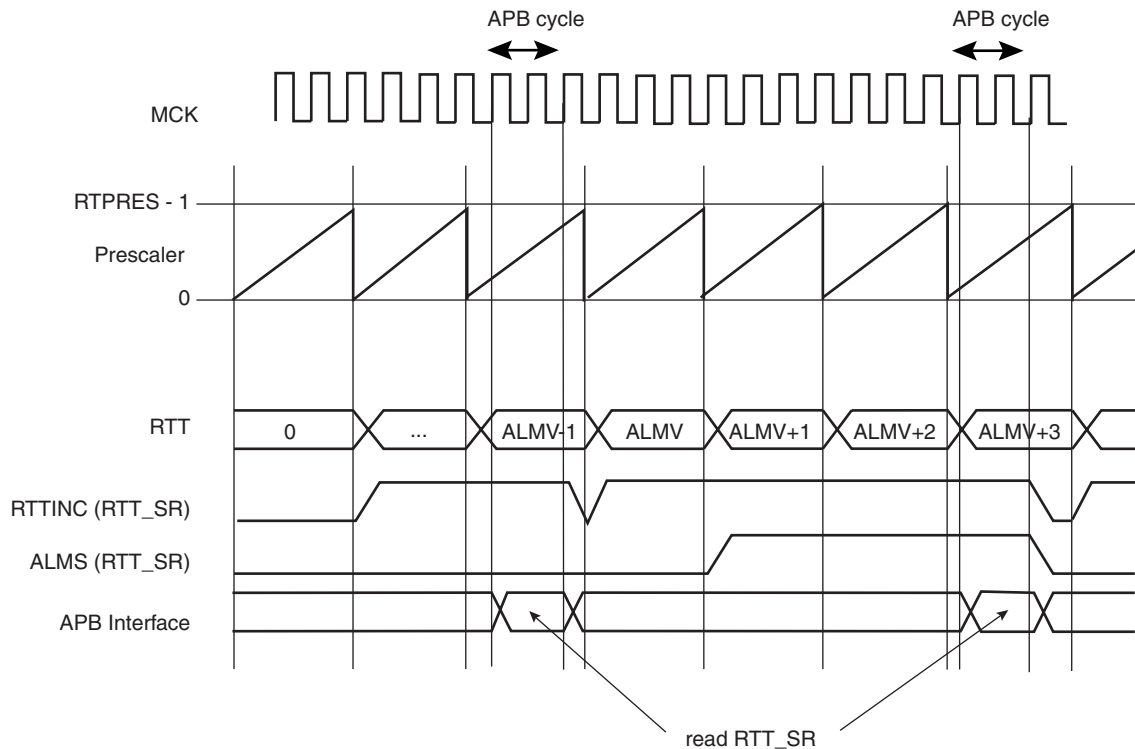 APB cycle APB cycle
MCK
RTPRES - 1
Prescaler
0
RTT 0 ... ALMV-1 ALMV ALMV+1 ALMV+2 ALMV+3
RTTINC (RTT_SR)
ALMS (RTT_SR)
APB Interface
read RTT_SR